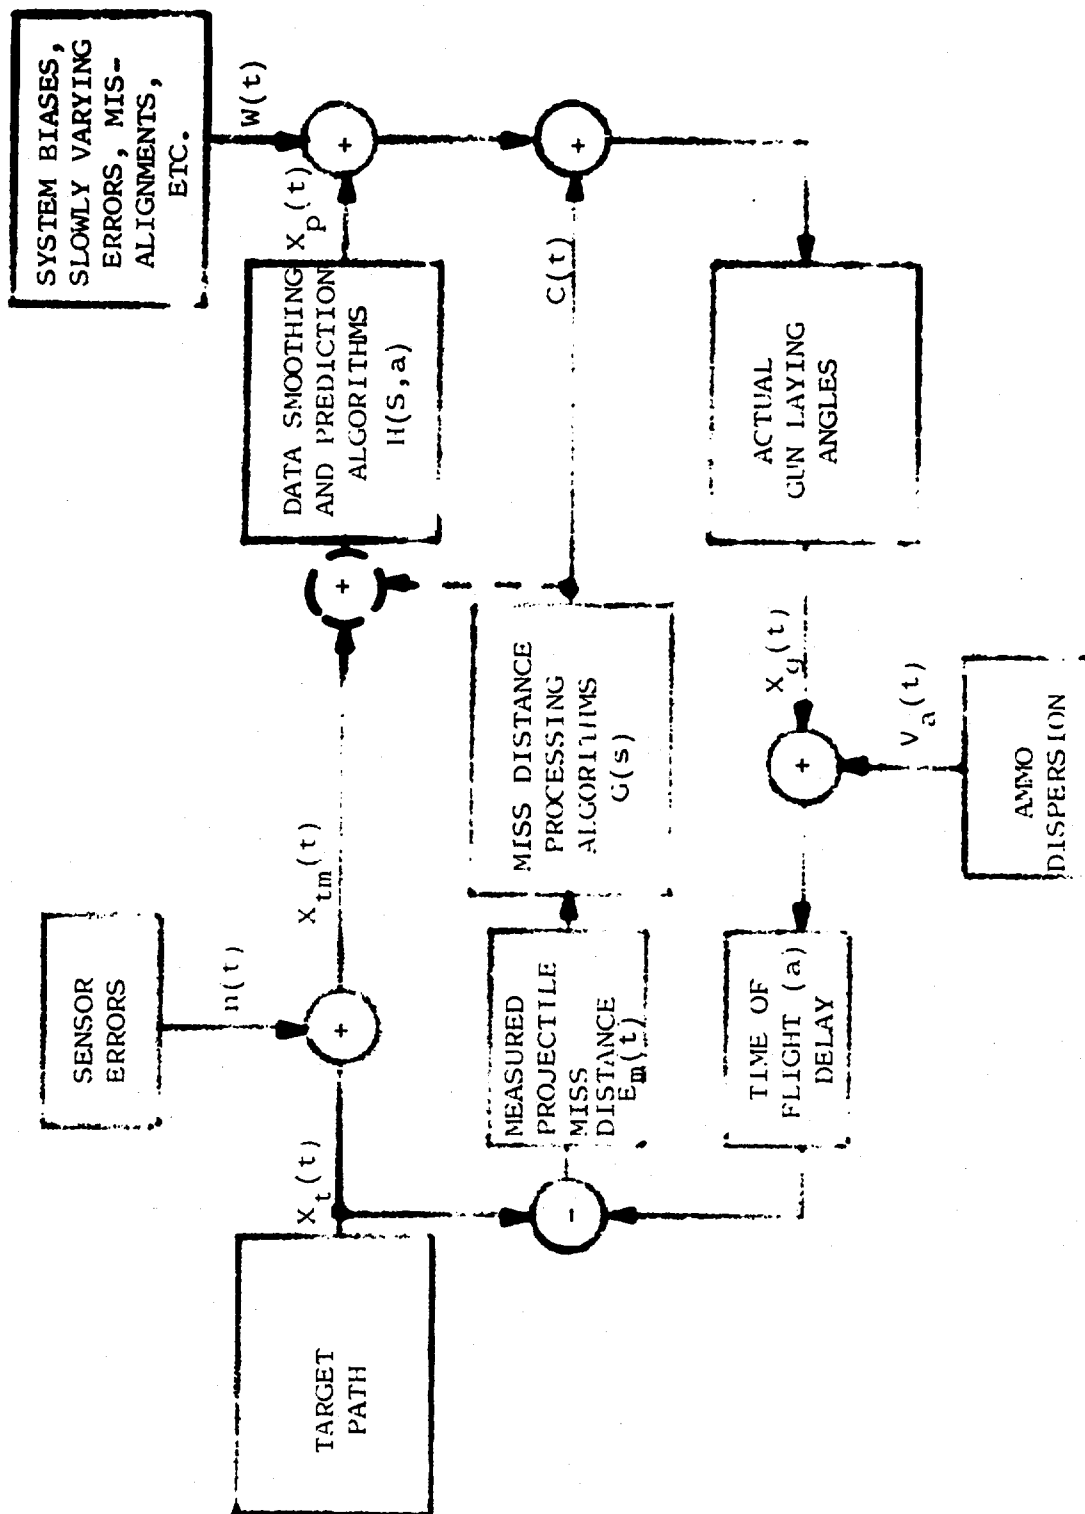 SYSTEM BIASES,
SLOWLY VARYING
ERRORS, MIS-
ALIGNMENTS,
ETC.
W(t)
SENSOR
ERRORS
n(t)
TARGET
PATH
X_t(t)
+
X_tm(t)
+
DATA SMOOTHING
AND PREDICTION
ALGORITHMS
H(S,a)
X_p(t)
+
-
MEASURED
PROJECTILE
MISS
DISTANCE
E_m(t)
MISS DISTANCE
PROCESSING
ALGORITHMS
G(s)
C(t)
+
TIME OF
FLIGHT (a)
DELAY
+
X_g(t)
ACTUAL
GUN LAYING
ANGLES
V_a(t)
AMMO
DISPERSION